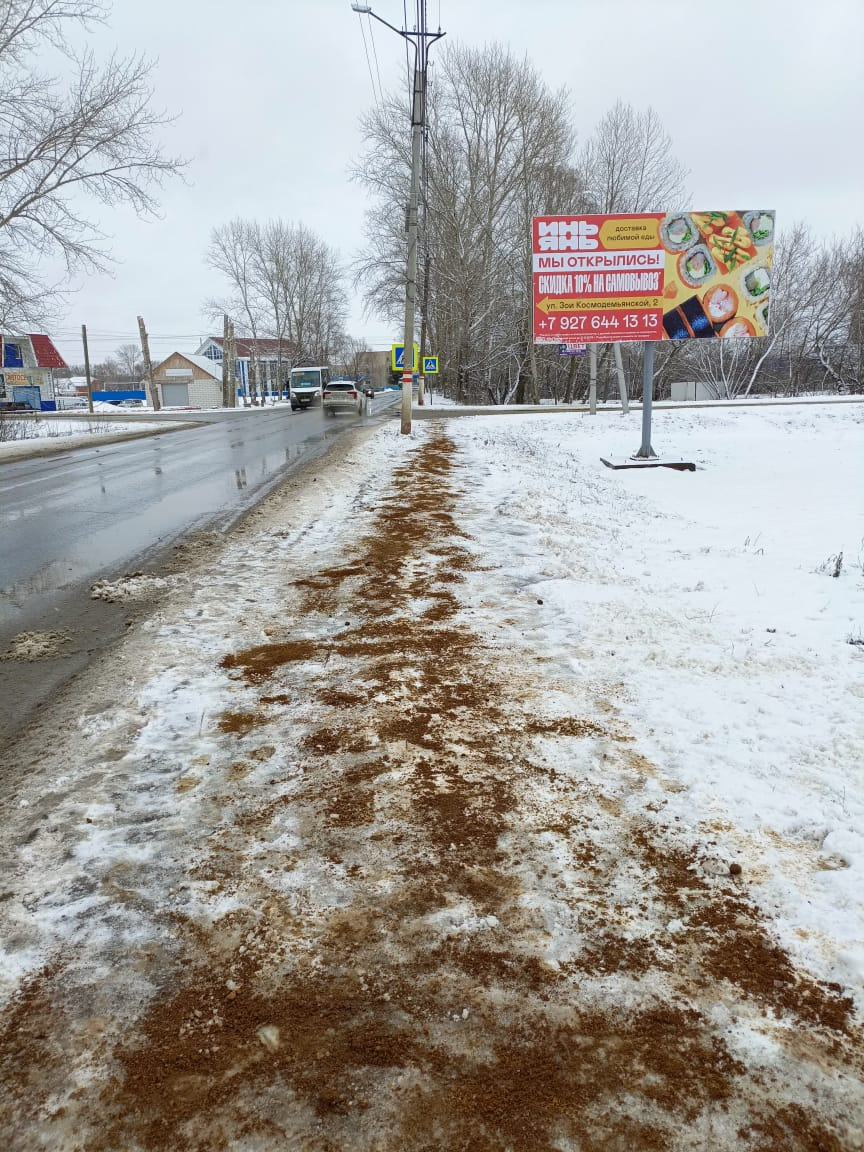 ИНЬ
ЯНЬ
доставка
любимой еды
МЫ ОТКРЫЛИСЬ!
СКИДКА 10% НА САМОВЫВОЗ
ул. Зои Космодемьянской, 2
+7 927 644 13 13